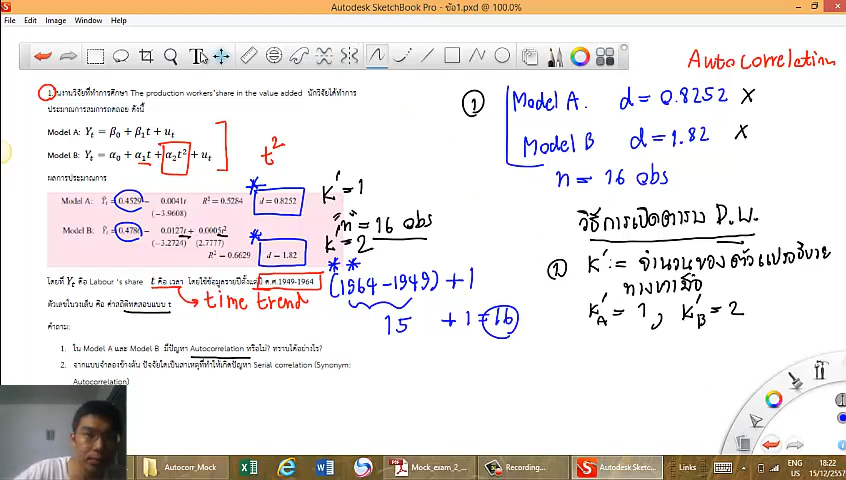 Autodesk SketchBook Pro - ข้อ1.pxd @ 100.0%
File Edit Image Window Help
Autocorrelation
1.ในงานวิจัยที่ทำการศึกษา The production workers'share in the value added นักวิจัยได้ทำการ
ประมาณการสมการถดถอย ดังนี้
Model A: Yₜ = β₀ + β₁t + uₜ
Model B: Yₜ = α₀ + α₁t + α₂t² + uₜ
t²
ผลการประมาณการ
Model A: Ŷₜ = 0.4529 − 0.0041t R² = 0.5284 d = 0.8252
(−3.9608)
Model B: Ŷₜ = 0.4786 − 0.0127t + 0.0005t²
(−3.2724) (2.7777)
R² = 0.6629 d = 1.82
K' = 1
"n" = 16 obs
K' = 2
โดยที่ Yₜ คือ Labour 's share t คือ เวลา โดยใช้ข้อมูลรายปีตั้งแต่ปี ค.ศ.1949-1964
ตัวเลขในวงเล็บ คือ ค่าสถิติทดสอบแบบ t
time trend
(1964 − 1949) + 1
15 + 1 = 16
คำถาม:
1. ใน Model A และ Model B มีปัญหา Autocorrelation หรือไม่? ทราบได้อย่างไร?
2. จากแบบจำลองข้างต้น ปัจจัยใดเป็นสาเหตุที่ทำให้เกิดปัญหา Serial correlation (Synonym:
Autocorrelation)
① Model A. d = 0.8252 X
Model B d = 1.82 X
n = 16 obs
วิธีการเปิดตาราง D.W.
① K' := จำนวนของตัวแปรอธิบาย
ทางขวามือ
K'A = 1, K'B = 2
Autocorr_Mock
Mock_exam_2_...
Recording...
Autodesk Sketc...
Links
ENG
US
18:22
15/12/2557